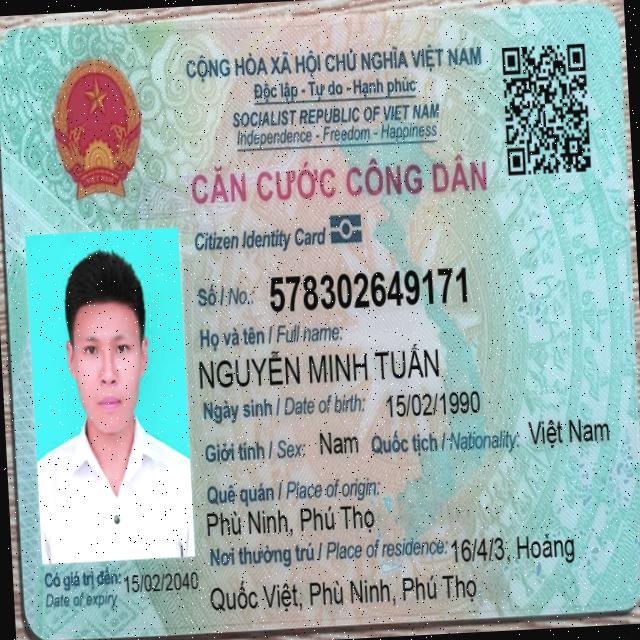 CỘNG HÒA XÃ HỘI CHỦ NGHĨA VIỆT NAM
Độc lập - Tự do - Hạnh phúc
SOCIALIST REPUBLIC OF VIET NAM
Independence - Freedom - Happiness
CĂN CƯỚC CÔNG DÂN
Citizen Identity Card
Số / No.: 578302649171
Họ và tên / Full name:
NGUYỄN MINH TUẤN
Ngày sinh / Date of birth: 15/02/1990
Giới tính / Sex: Nam Quốc tịch / Nationality: Việt Nam
Quê quán / Place of origin:
Phù Ninh, Phú Thọ
Nơi thường trú / Place of residence: 16/4/3, Hoàng
Quốc Việt, Phù Ninh, Phú Thọ
Có giá trị đến: 15/02/2040
Date of expiry